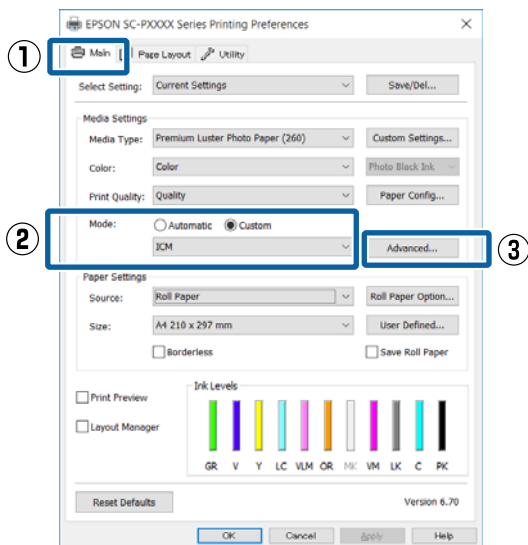 EPSON SC-PXXXX Series Printing Preferences
1
Main Page Layout Utility
Select Setting: Current Settings Save/Del...
Media Settings
Media Type: Premium Luster Photo Paper (260) Custom Settings...
Color: Color Photo Black Ink
Print Quality: Quality Paper Config...
2
Mode: Automatic Custom
ICM Advanced...
3
Paper Settings
Source: Roll Paper Roll Paper Option...
Size: A4 210 x 297 mm User Defined...
Borderless Save Roll Paper
Ink Levels
Print Preview
Layout Manager
GR V Y LC VLM OR MK VM LK C PK
Reset Defaults Version 6.70
OK Cancel Apply Help